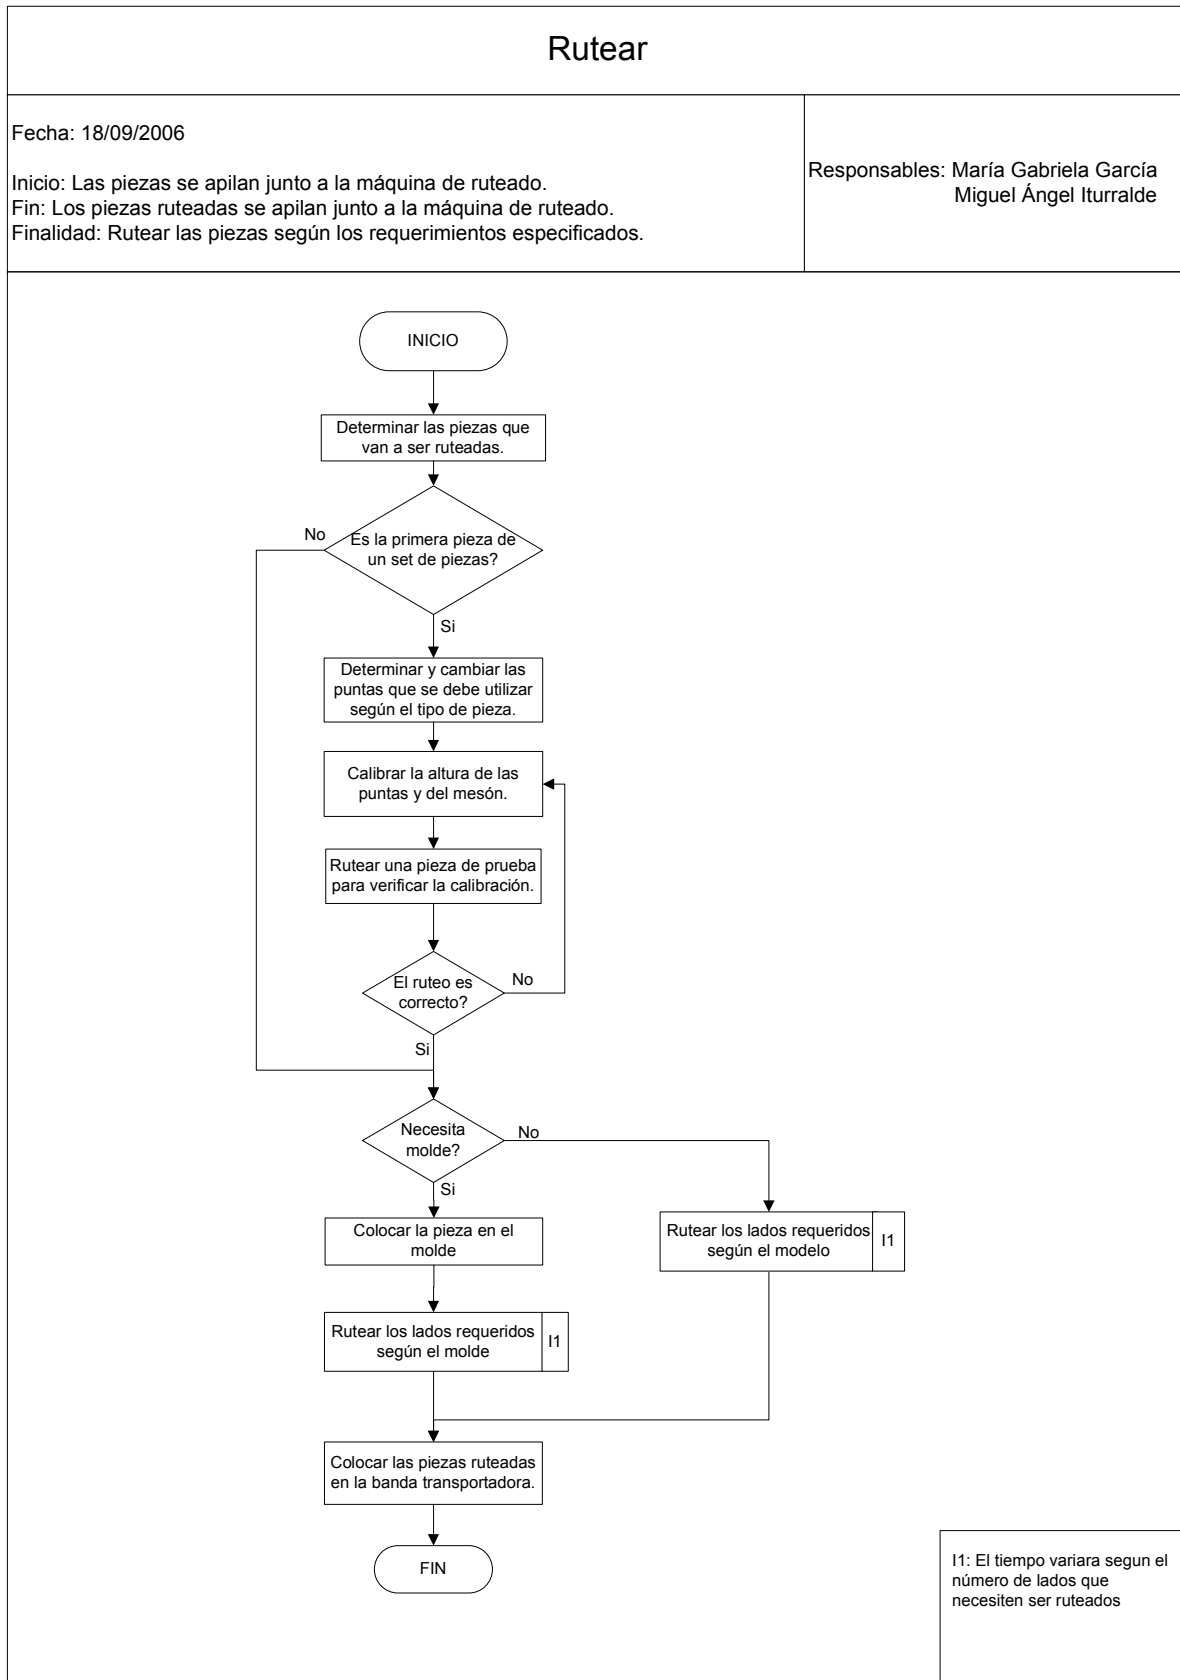 Rutear
Fecha: 18/09/2006
Inicio: Las piezas se apilan junto a la máquina de ruteado.
Fin: Los piezas ruteadas se apilan junto a la máquina de ruteado.
Finalidad: Rutear las piezas según los requerimientos especificados.
Responsables: María Gabriela García
Miguel Ángel Iturralde
INICIO
Determinar las piezas que
van a ser ruteadas.
No
Es la primera pieza de
un set de piezas?
Si
Determinar y cambiar las
puntas que se debe utilizar
según el tipo de pieza.
Calibrar la altura de las
puntas y del mesón.
Rutear una pieza de prueba
para verificar la calibración.
El ruteo es
correcto?
No
Si
Necesita
molde?
No
Si
Colocar la pieza en el
molde
Rutear los lados requeridos
según el modelo
I1
Rutear los lados requeridos
según el molde
I1
Colocar las piezas ruteadas
en la banda transportadora.
FIN
I1: El tiempo variara segun el
número de lados que
necesiten ser ruteados